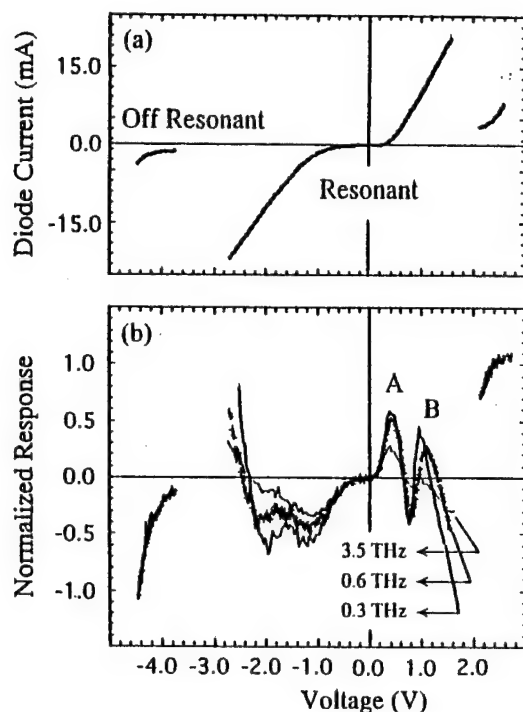 (a)
15.0
0.0
-15.0
Diode Current (mA)
Off Resonant
Resonant
(b)
1.0
0.5
0.0
-0.5
-1.0
Normalized Response
A
B
3.5 THz
0.6 THz
0.3 THz
-4.0 -3.0 -2.0 -1.0 0.0 1.0 2.0
Voltage (V)